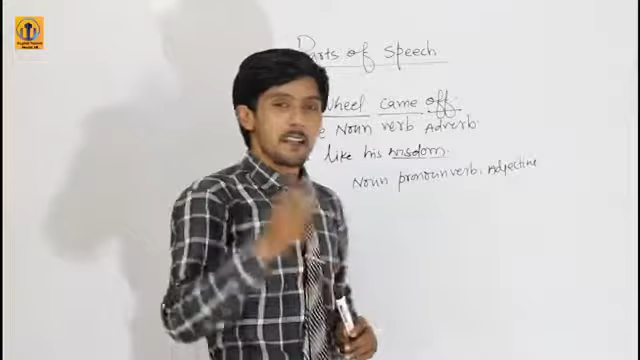 Parts of speech
Wheel came off.
Noun verb Adverb.
like his wisdom.
Noun pronoun verb. Adjective